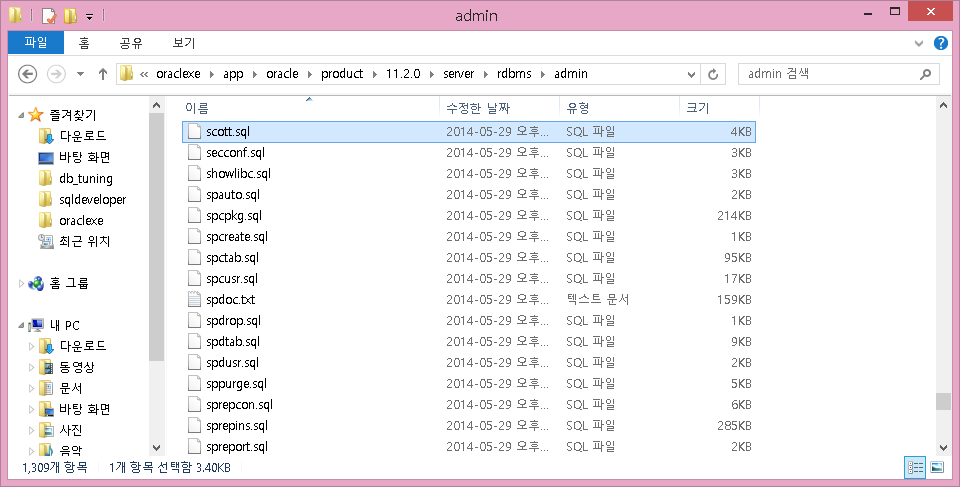 admin
파일 홈 공유 보기
« oraclexe app oracle product 11.2.0 server rdbms admin admin 검색
이름 수정한 날짜 유형 크기
즐겨찾기
다운로드
바탕 화면
db_tuning
sqldeveloper
oraclexe
최근 위치
홈 그룹
내 PC
다운로드
동영상
문서
바탕 화면
사진
음악
scott.sql 2014-05-29 오후... SQL 파일 4KB
secconf.sql 2014-05-29 오후... SQL 파일 3KB
showlibc.sql 2014-05-29 오후... SQL 파일 3KB
spauto.sql 2014-05-29 오후... SQL 파일 2KB
spcpkg.sql 2014-05-29 오후... SQL 파일 214KB
spcreate.sql 2014-05-29 오후... SQL 파일 1KB
spctab.sql 2014-05-29 오후... SQL 파일 95KB
spcusr.sql 2014-05-29 오후... SQL 파일 17KB
spdoc.txt 2014-05-29 오후... 텍스트 문서 159KB
spdrop.sql 2014-05-29 오후... SQL 파일 1KB
spdtab.sql 2014-05-29 오후... SQL 파일 9KB
spdusr.sql 2014-05-29 오후... SQL 파일 2KB
sppurge.sql 2014-05-29 오후... SQL 파일 5KB
sprepcon.sql 2014-05-29 오후... SQL 파일 6KB
sprepins.sql 2014-05-29 오후... SQL 파일 285KB
spreport.sql 2014-05-29 오후... SQL 파일 2KB
1,309개 항목 1개 항목 선택함 3.40KB